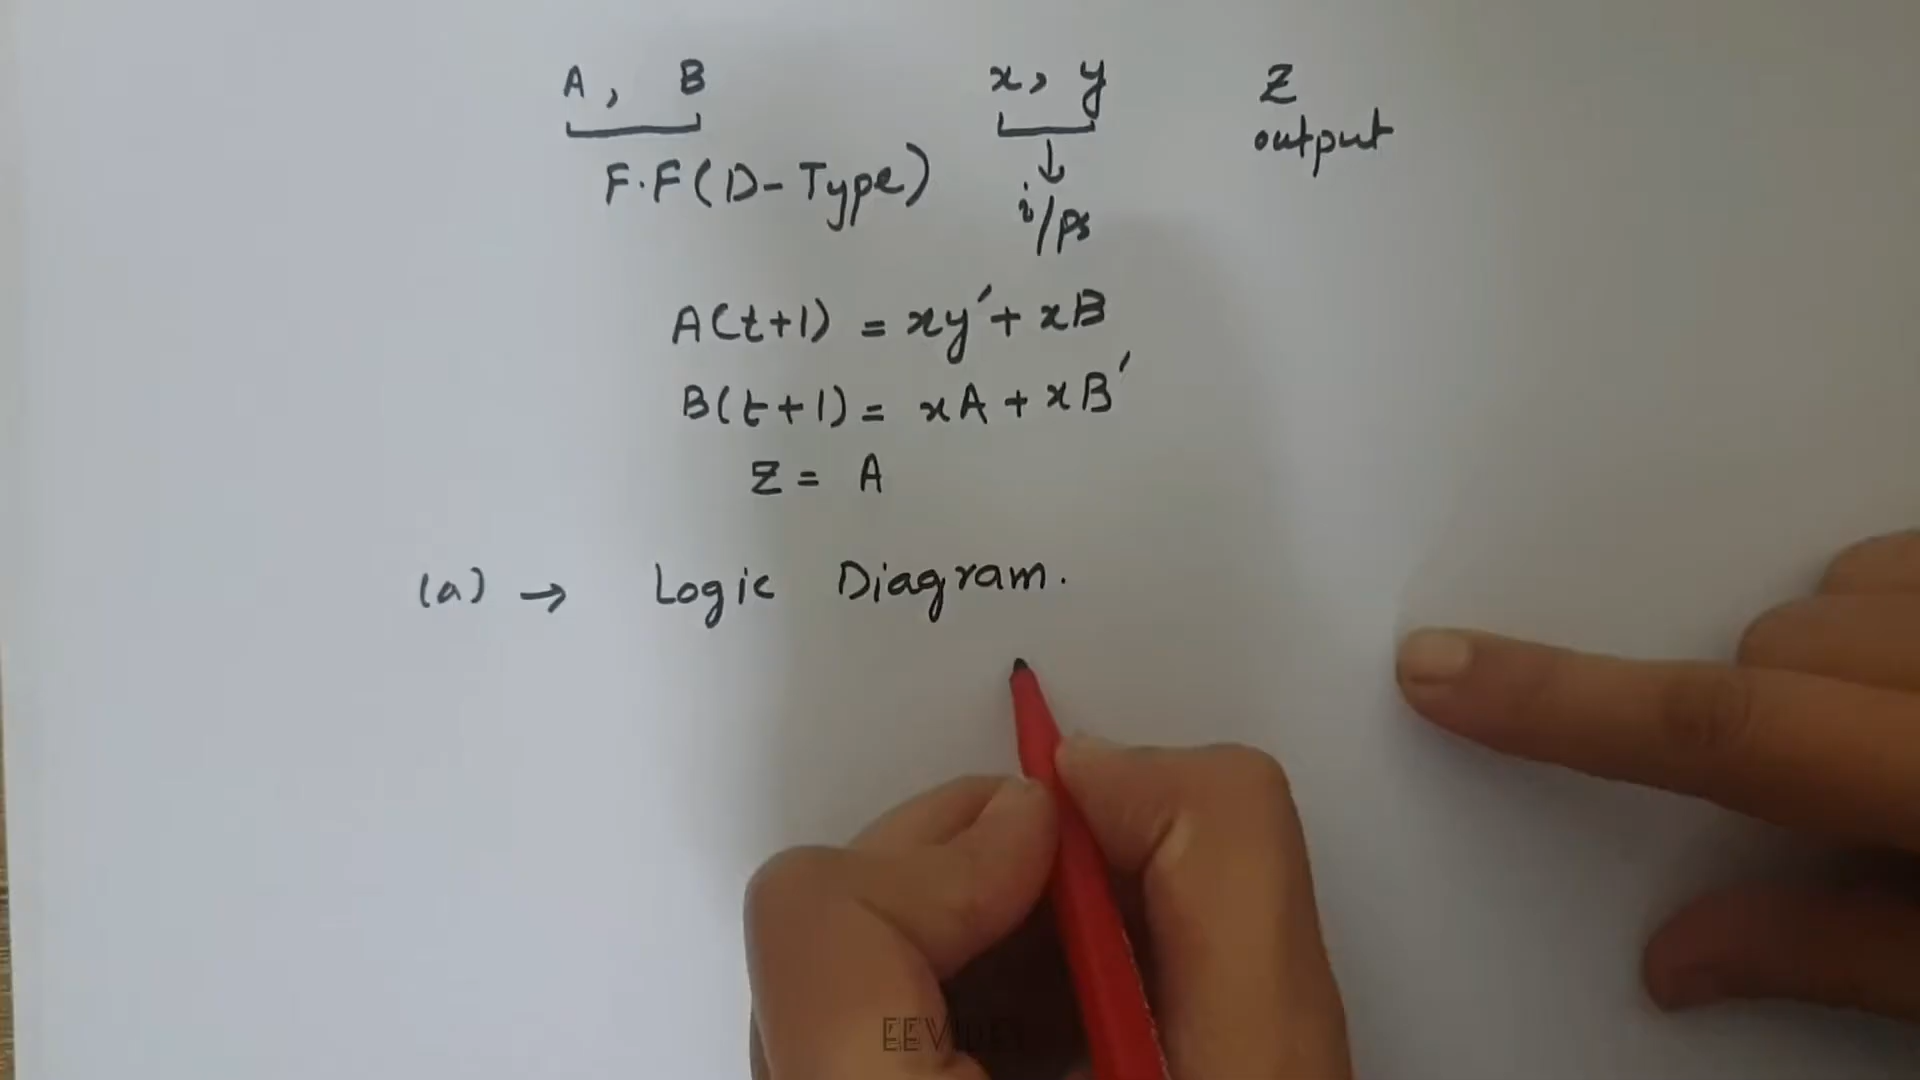 A, B x, y z
output
F.F (D-Type) i/ps
A(t+1) = xy' + xB
B(t+1) = xA + xB'
z = A
(a) → Logic Diagram.